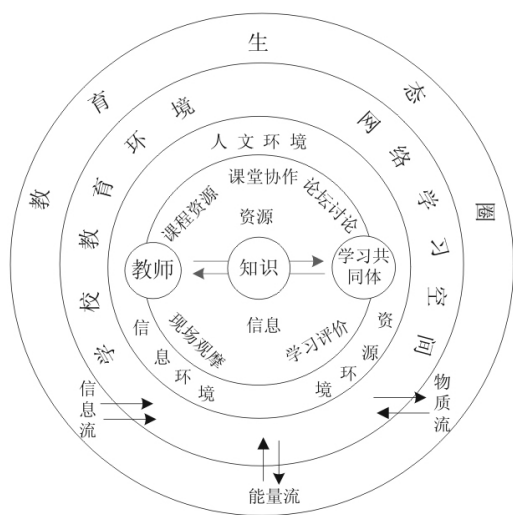 教育生态圈
学校教育环境
网络学习空间
人文环境
课堂协作
课程资源
论坛讨论
资源
教师
知识
学习共
同体
信息
现场观摩
学习评价
信息环境
资源环境
信息流
物质流
能量流